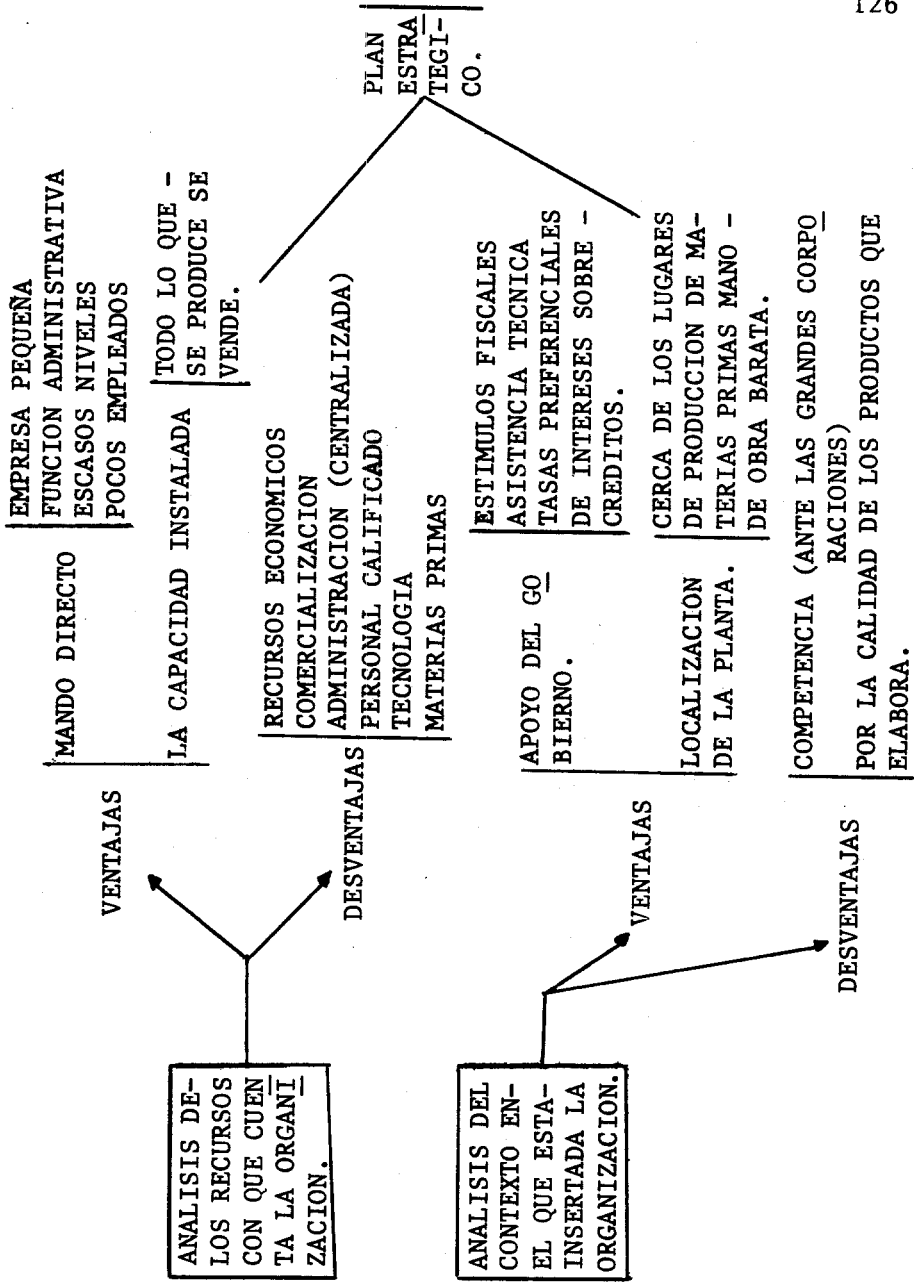 126
ANALISIS DE-
LOS RECURSOS
CON QUE CUEN
TA LA ORGANI
ZACION.
VENTAJAS
MANDO DIRECTO
EMPRESA PEQUEÑA
FUNCION ADMINISTRATIVA
ESCASOS NIVELES
POCOS EMPLEADOS
LA CAPACIDAD INSTALADA
TODO LO QUE -
SE PRODUCE SE
VENDE.
DESVENTAJAS
RECURSOS ECONOMICOS
COMERCIALIZACION
ADMINISTRACION (CENTRALIZADA)
PERSONAL CALIFICADO
TECNOLOGIA
MATERIAS PRIMAS
ANALISIS DEL
CONTEXTO EN-
EL QUE ESTA-
INSERTADA LA
ORGANIZACION.
VENTAJAS
APOYO DEL GO
BIERNO.
ESTIMULOS FISCALES
ASISTENCIA TECNICA
TASAS PREFERENCIALES
DE INTERESES SOBRE -
CREDITOS.
LOCALIZACION
DE LA PLANTA.
CERCA DE LOS LUGARES
DE PRODUCCION DE MA-
TERIAS PRIMAS MANO -
DE OBRA BARATA.
DESVENTAJAS
COMPETENCIA (ANTE LAS GRANDES CORPO
RACIONES)
POR LA CALIDAD DE LOS PRODUCTOS QUE
ELABORA.
PLAN
ESTRA
TEGI-
CO.